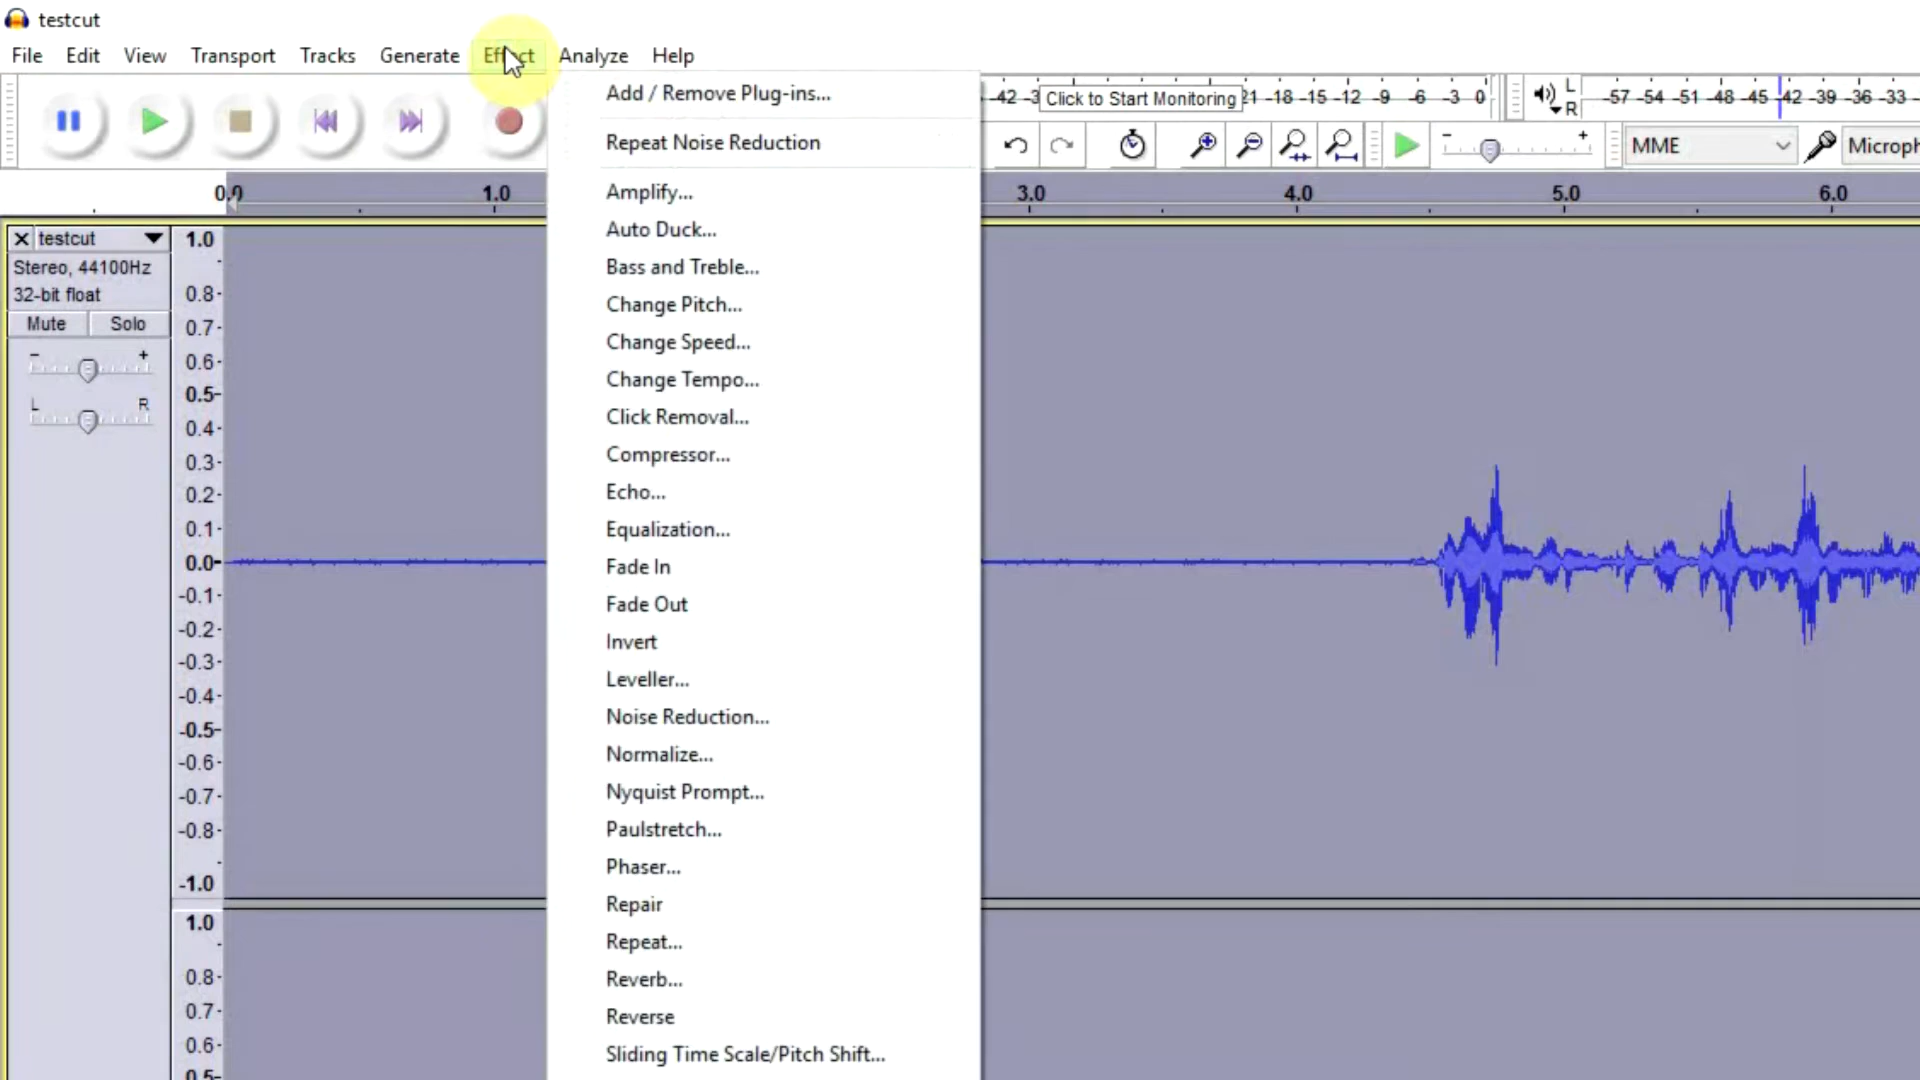 testcut
File Edit View Transport Tracks Generate Effect Analyze Help
Add / Remove Plug-ins...
Repeat Noise Reduction
Amplify...
Auto Duck...
Bass and Treble...
Change Pitch...
Change Speed...
Change Tempo...
Click Removal...
Compressor...
Echo...
Equalization...
Fade In
Fade Out
Invert
Leveller...
Noise Reduction...
Normalize...
Nyquist Prompt...
Paulstretch...
Phaser...
Repair
Repeat...
Reverb...
Reverse
Sliding Time Scale/Pitch Shift...
-42 -3 Click to Start Monitoring 21 -18 -15 -12 -9 -6 -3 0
L
R
-57 -54 -51 -48 -45 -42 -39 -36 -33
- +
MME
Microph
0.0 1.0 3.0 4.0 5.0 6.0
testcut
Stereo, 44100Hz
32-bit float
Mute Solo
- +
L R
1.0
0.8
0.7
0.6
0.5
0.4
0.3
0.2
0.1
0.0
-0.1
-0.2
-0.3
-0.4
-0.5
-0.6
-0.7
-0.8
-1.0
1.0
0.8
0.7
0.6
0.5